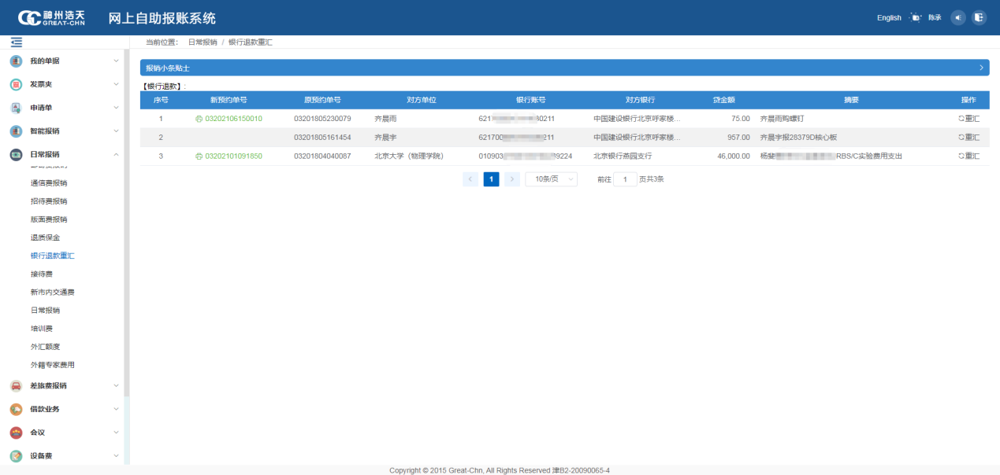 神州浩天
GREAT-CHN
网上自助报账系统
English 陈承
当前位置: 日常报销 / 银行退款重汇
我的单据
发票夹
申请单
智能报销
日常报销
通信费报销
招待费报销
版面费报销
退质保金
银行退款重汇
接待费
新市内交通费
日常报销
培训费
外汇额度
外籍专家费用
差旅费报销
借款业务
会议
设备费
报销小条贴士
【银行退款】:
序号 新预约单号 原预约单号 对方单位 银行账号 对方银行 贷金额 摘要 操作
1 03202106150010 03201805230079 齐晨雨 621 80211 中国建设银行北京呼家楼... 75.00 齐晨雨购螺钉 重汇
2 03201805161454 齐晨宇 621700 211 中国建设银行北京呼家楼... 957.00 齐晨宇报28379D核心板 重汇
3 03202101091850 03201804040087 北京大学（物理学院） 010903 39224 北京银行燕园支行 46,000.00 杨 RBS/C实验费用支出 重汇
1 10条/页 前往 1 页共3条
Copyright © 2015 Great-Chn, All Rights Reserved 津B2-20090065-4